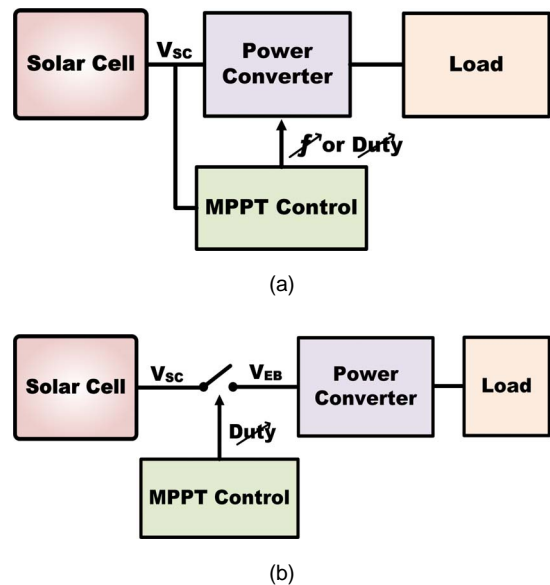 Solar Cell
VSC
Power
Converter
Load
f or Duty
MPPT Control
(a)
Solar Cell
VSC
VEB
Power
Converter
Load
Duty
MPPT Control
(b)